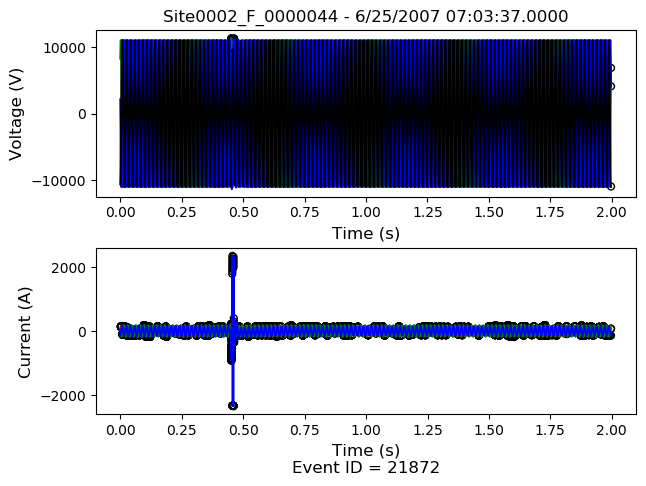 Site0002_F_0000044 - 6/25/2007 07:03:37.0000
Voltage (V)
10000
0
−10000
0.00 0.25 0.50 0.75 1.00 1.25 1.50 1.75 2.00
Time (s)
Current (A)
2000
0
−2000
0.00 0.25 0.50 0.75 1.00 1.25 1.50 1.75 2.00
Time (s)
Event ID = 21872